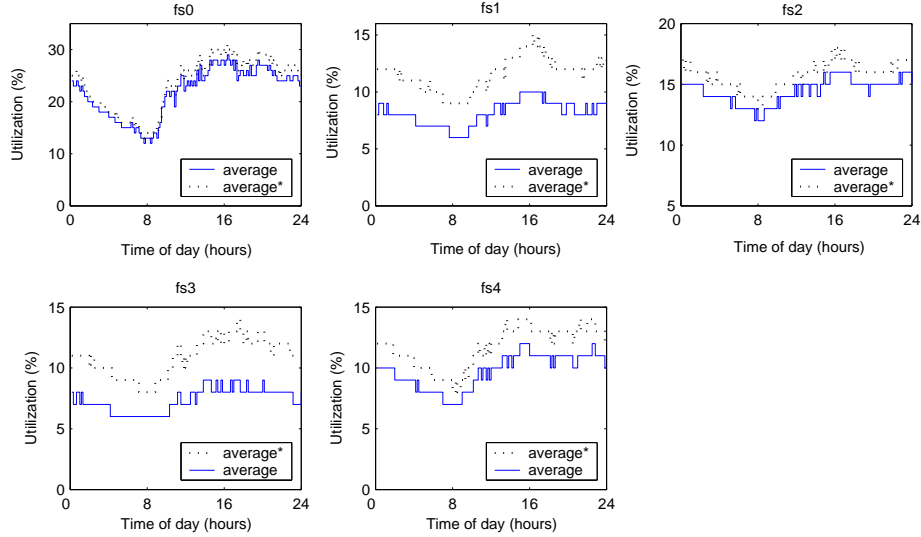 fs0
Utilization (%)
30
20
10
0
0
8
16
24
average
average*
Time of day (hours)
fs1
Utilization (%)
15
10
5
0
0
8
16
24
average
average*
Time of day (hours)
fs2
Utilization (%)
20
15
10
5
0
8
16
24
average
average*
Time of day (hours)
fs3
Utilization (%)
15
10
5
0
0
8
16
24
average*
average
Time of day (hours)
fs4
Utilization (%)
15
10
5
0
0
8
16
24
average*
average
Time of day (hours)